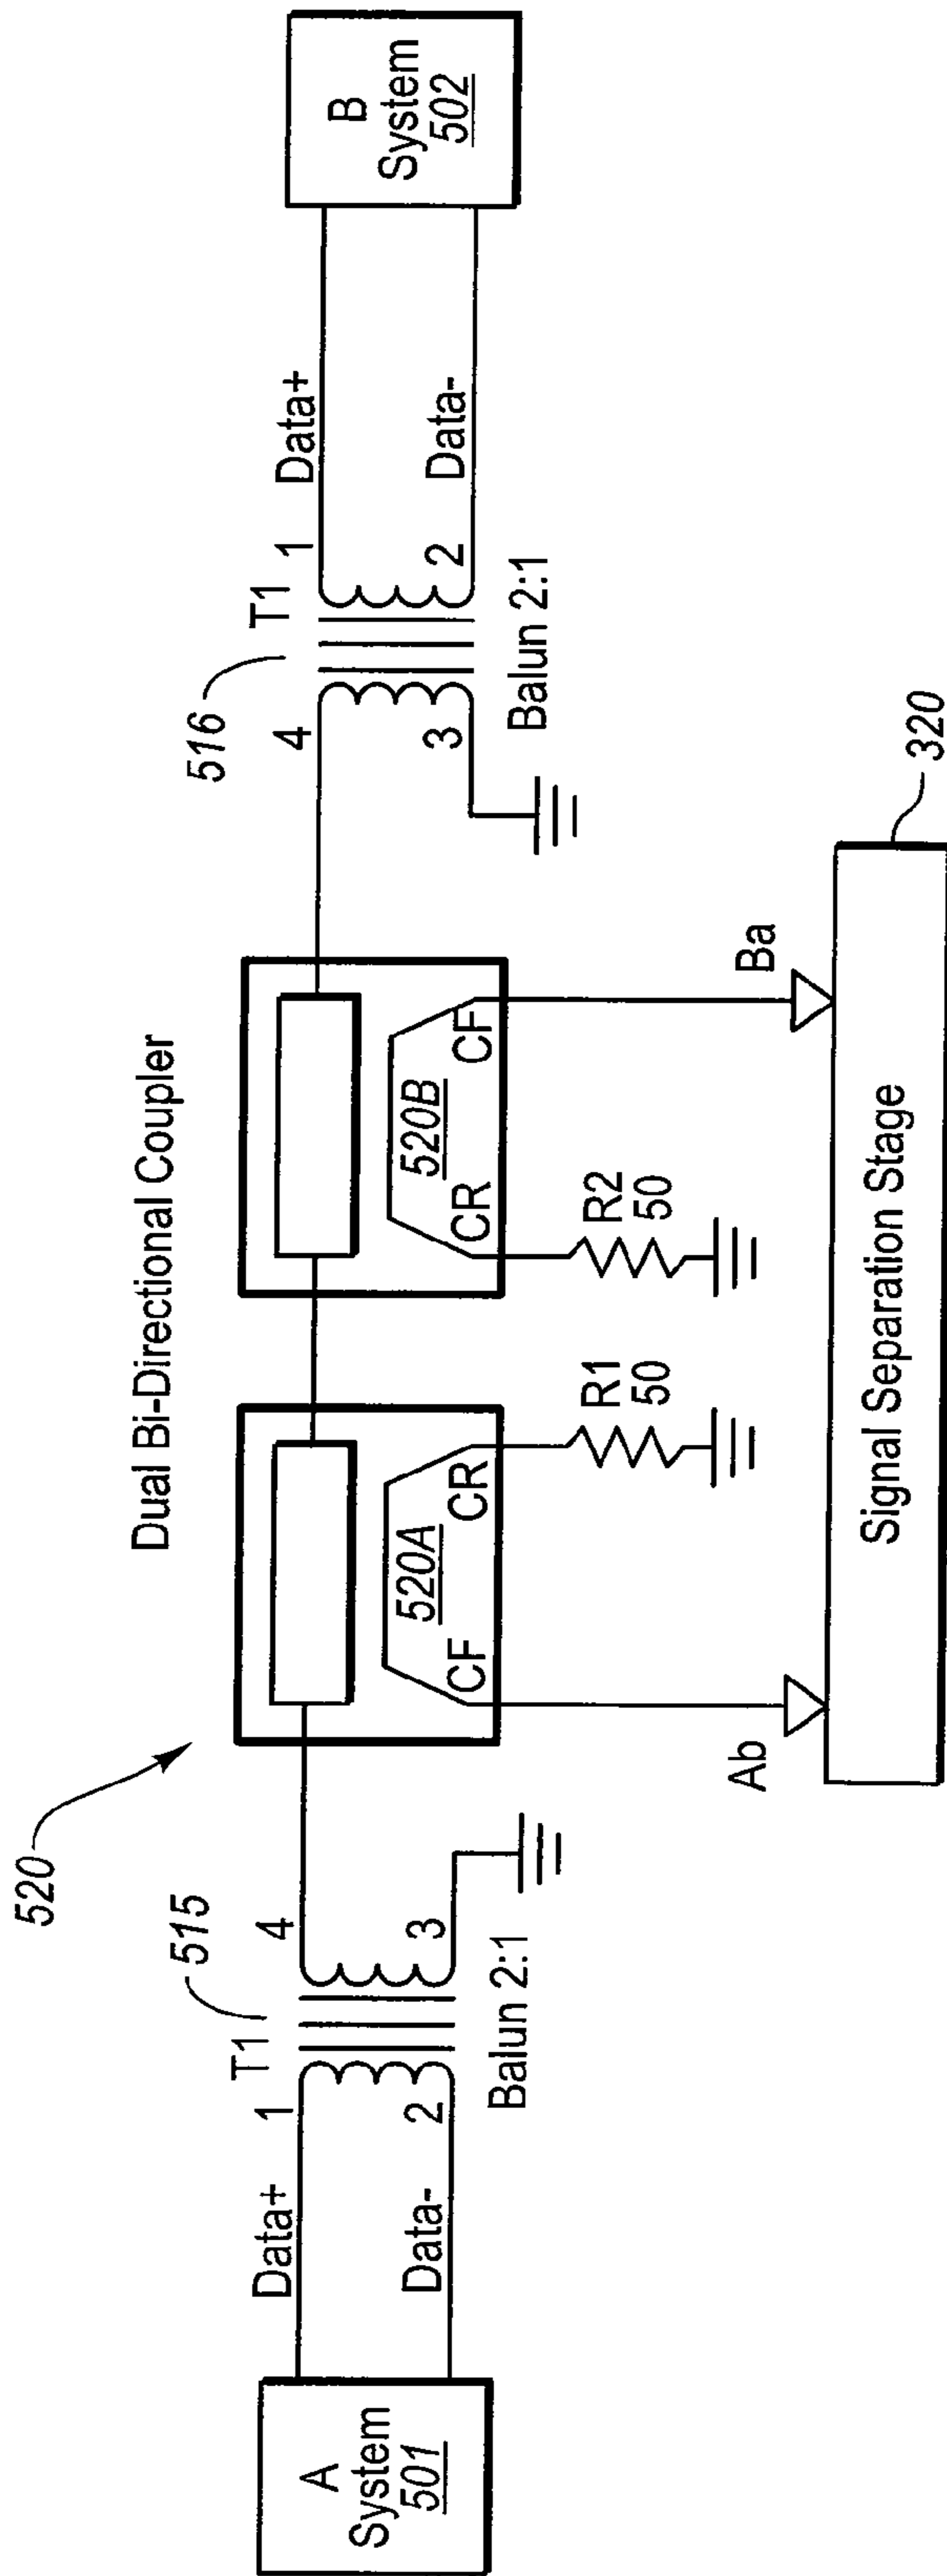 Dual Bi-Directional Coupler
520
515
516
T1
T1
1
4
4
1
Data+
Data+
A
System
501
B
System
502
Data-
Data-
2
3
3
2
Balun 2:1
Balun 2:1
520A
CF
CR
520B
CR
CF
R1
50
R2
50
Ab
Ba
Signal Separation Stage
320